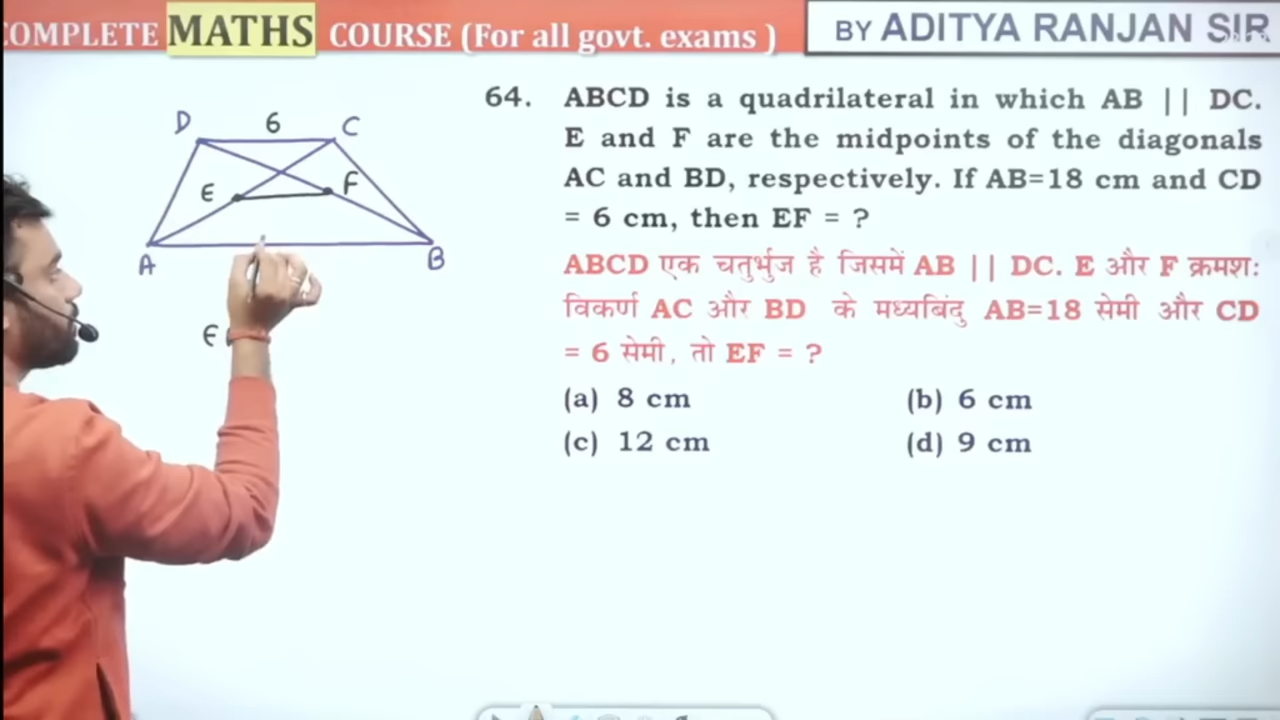 COMPLETE MATHS COURSE (For all govt. exams )
BY ADITYA RANJAN SIR
D 6 C
E F
A B
E
64. ABCD is a quadrilateral in which AB || DC.
E and F are the midpoints of the diagonals
AC and BD, respectively. If AB=18 cm and CD
= 6 cm, then EF = ?
ABCD एक चतुर्भुज है जिसमें AB || DC. E और F क्रमश:
विकर्ण AC और BD के मध्यबिंदु AB=18 सेमी और CD
= 6 सेमी, तो EF = ?
(a) 8 cm (b) 6 cm
(c) 12 cm (d) 9 cm